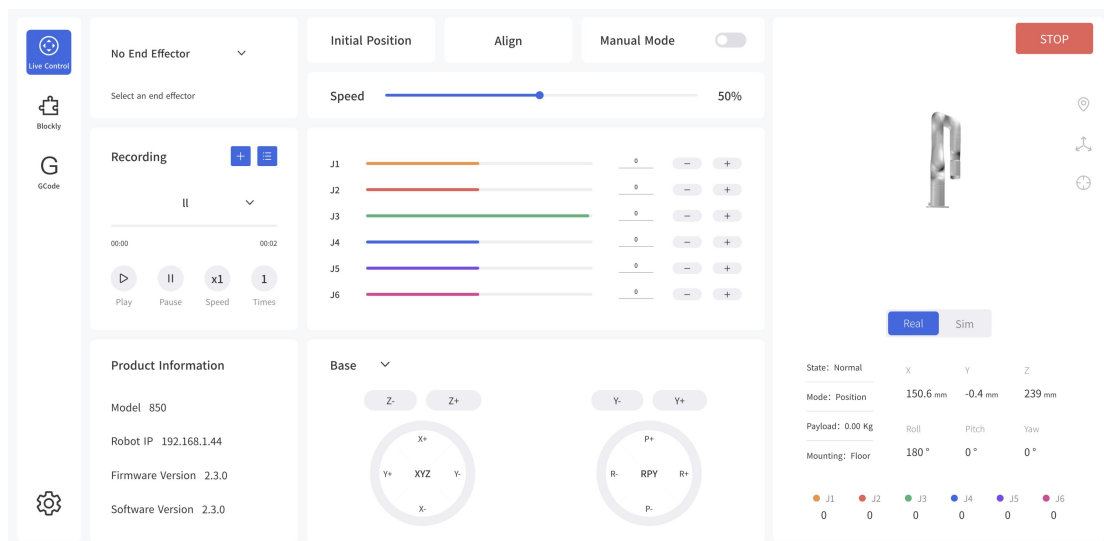 Live Control
Blockly
G
GCode
No End Effector
Select an end effector
Recording
ll
00:00 00:02
x1 1
Play Pause Speed Times
Product Information
Model 850
Robot IP 192.168.1.44
Firmware Version 2.3.0
Software Version 2.3.0
Initial Position Align Manual Mode
Speed 50%
J1 0 − +
J2 0 − +
J3 0 − +
J4 0 − +
J5 0 − +
J6 0 − +
Base
Z- Z+ Y- Y+
X+ P+
Y+ XYZ Y- R- RPY R+
X- P-
STOP
Real Sim
State: Normal
Mode: Position
Payload: 0.00 Kg
Mounting: Floor
X Y Z
150.6 mm -0.4 mm 239 mm
Roll Pitch Yaw
180 ° 0 ° 0 °
J1 J2 J3 J4 J5 J6
0 0 0 0 0 0